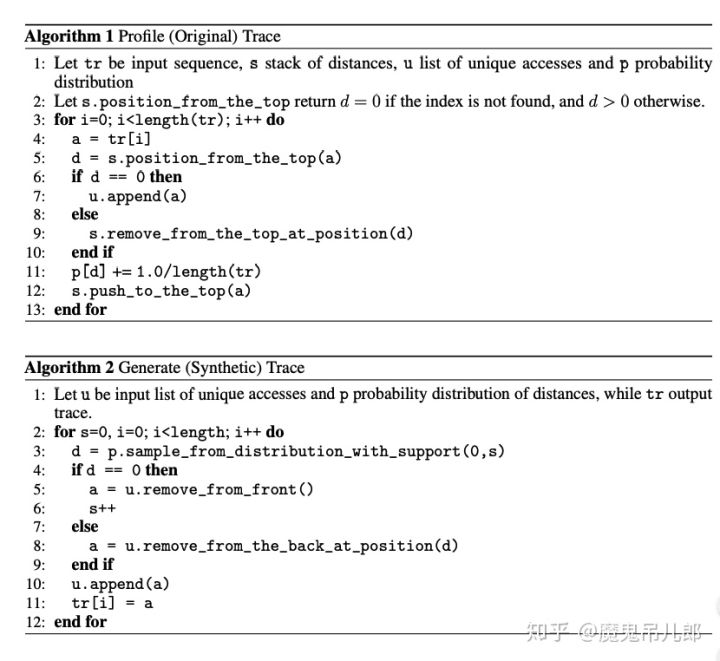 Algorithm 1 Profile (Original) Trace
1: Let tr be input sequence, s stack of distances, u list of unique accesses and p probability
distribution
2: Let s.position_from_the_top return d = 0 if the index is not found, and d > 0 otherwise.
3: for i=0; i<length(tr); i++ do
4: a = tr[i]
5: d = s.position_from_the_top(a)
6: if d == 0 then
7: u.append(a)
8: else
9: s.remove_from_the_top_at_position(d)
10: end if
11: p[d] += 1.0/length(tr)
12: s.push_to_the_top(a)
13: end for
Algorithm 2 Generate (Synthetic) Trace
1: Let u be input list of unique accesses and p probability distribution of distances, while tr output
trace.
2: for s=0, i=0; i<length; i++ do
3: d = p.sample_from_distribution_with_support(0,s)
4: if d == 0 then
5: a = u.remove_from_front()
6: s++
7: else
8: a = u.remove_from_the_back_at_position(d)
9: end if
10: u.append(a)
11: tr[i] = a
12: end for
知乎 @魔鬼吊儿郎